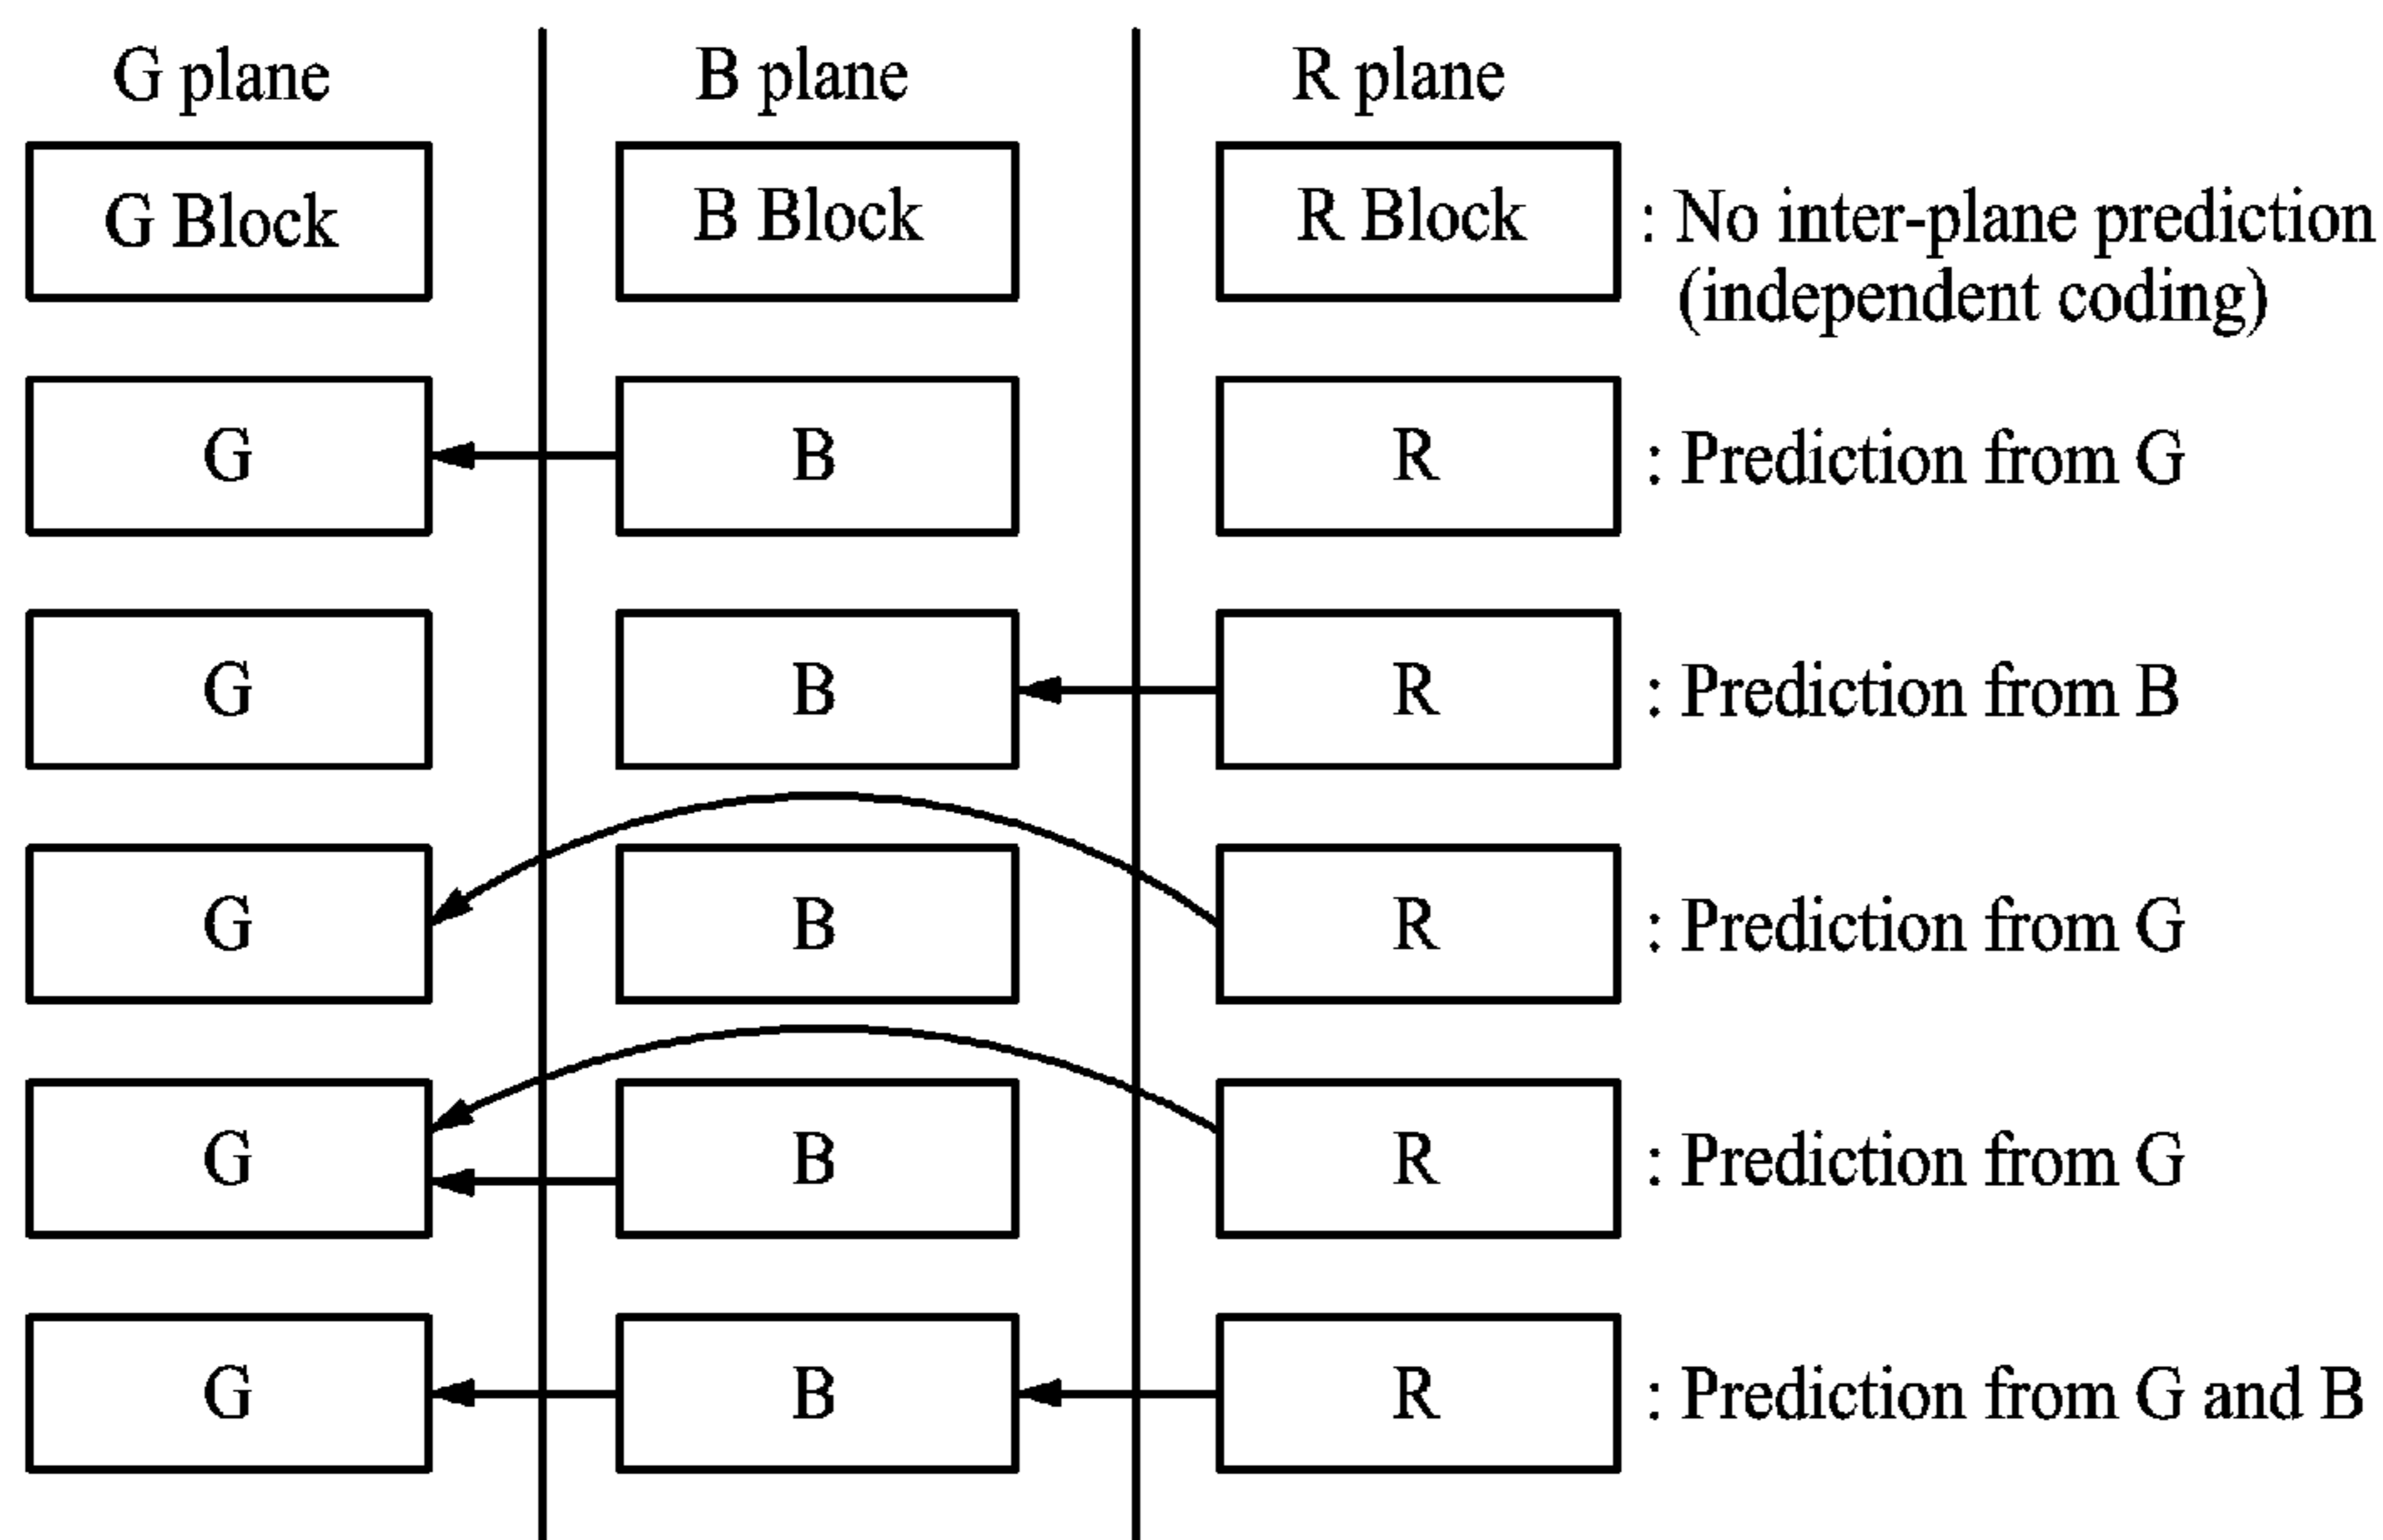 G plane B plane R plane
G Block B Block R Block : No inter-plane prediction
(independent coding)
G B R : Prediction from G
G B R : Prediction from B
G B R : Prediction from G
G B R : Prediction from G
G B R : Prediction from G and B